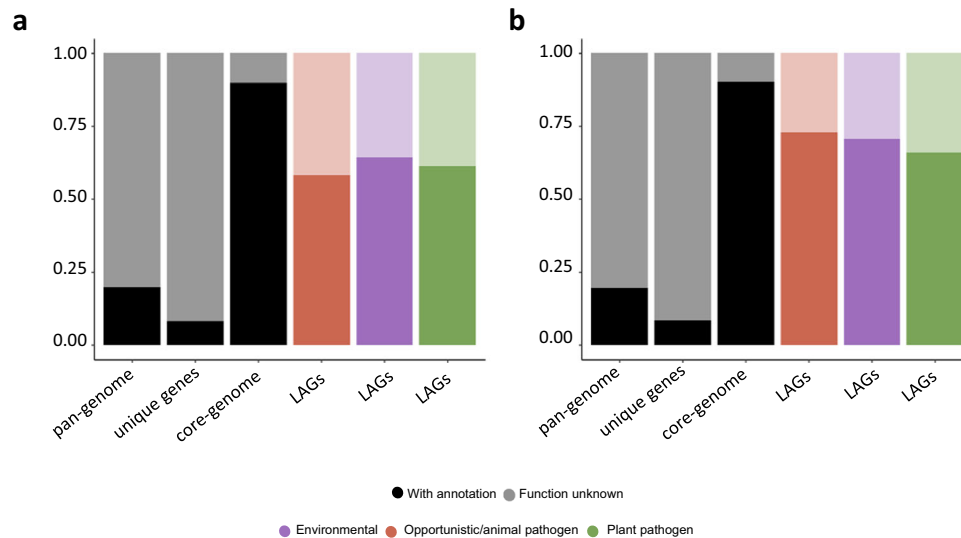 a
1.00
0.75
0.50
0.25
0.00
pan-genome
unique genes
core-genome
LAGs
LAGs
LAGs
b
1.00
0.75
0.50
0.25
0.00
pan-genome
unique genes
core-genome
LAGs
LAGs
LAGs
With annotation Function unknown
Environmental Opportunistic/animal pathogen Plant pathogen